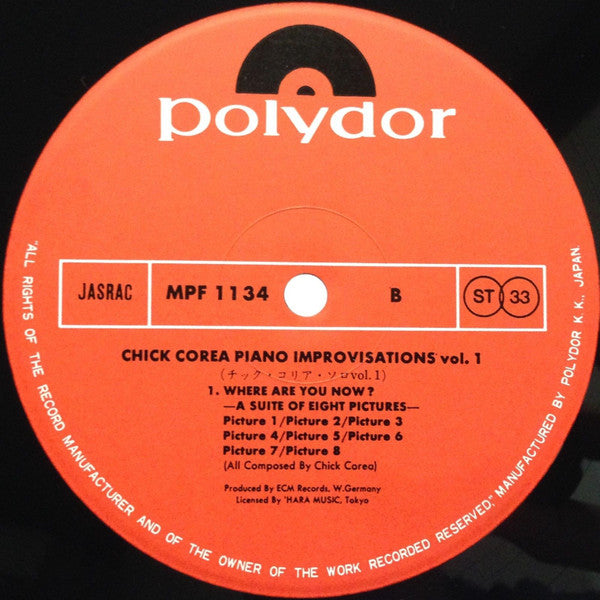 polydor
JASRAC
MPF 1134
B
ST 33
CHICK COREA PIANO IMPROVISATIONS vol. 1
(チック・コリア・ソロvol.1)
1. WHERE ARE YOU NOW?
—A SUITE OF EIGHT PICTURES—
Picture 1/Picture 2/Picture 3
Picture 4/Picture 5/Picture 6
Picture 7/Picture 8
(All Composed By Chick Corea)
Produced By ECM Records, W.Germany
Licensed By 'HARA MUSIC, Tokyo
"ALL RIGHTS OF THE RECORD MANUFACTURER AND OF THE OWNER OF THE WORK RECORDED RESERVED." MANUFACTURED BY POLYDOR K.K., JAPAN.